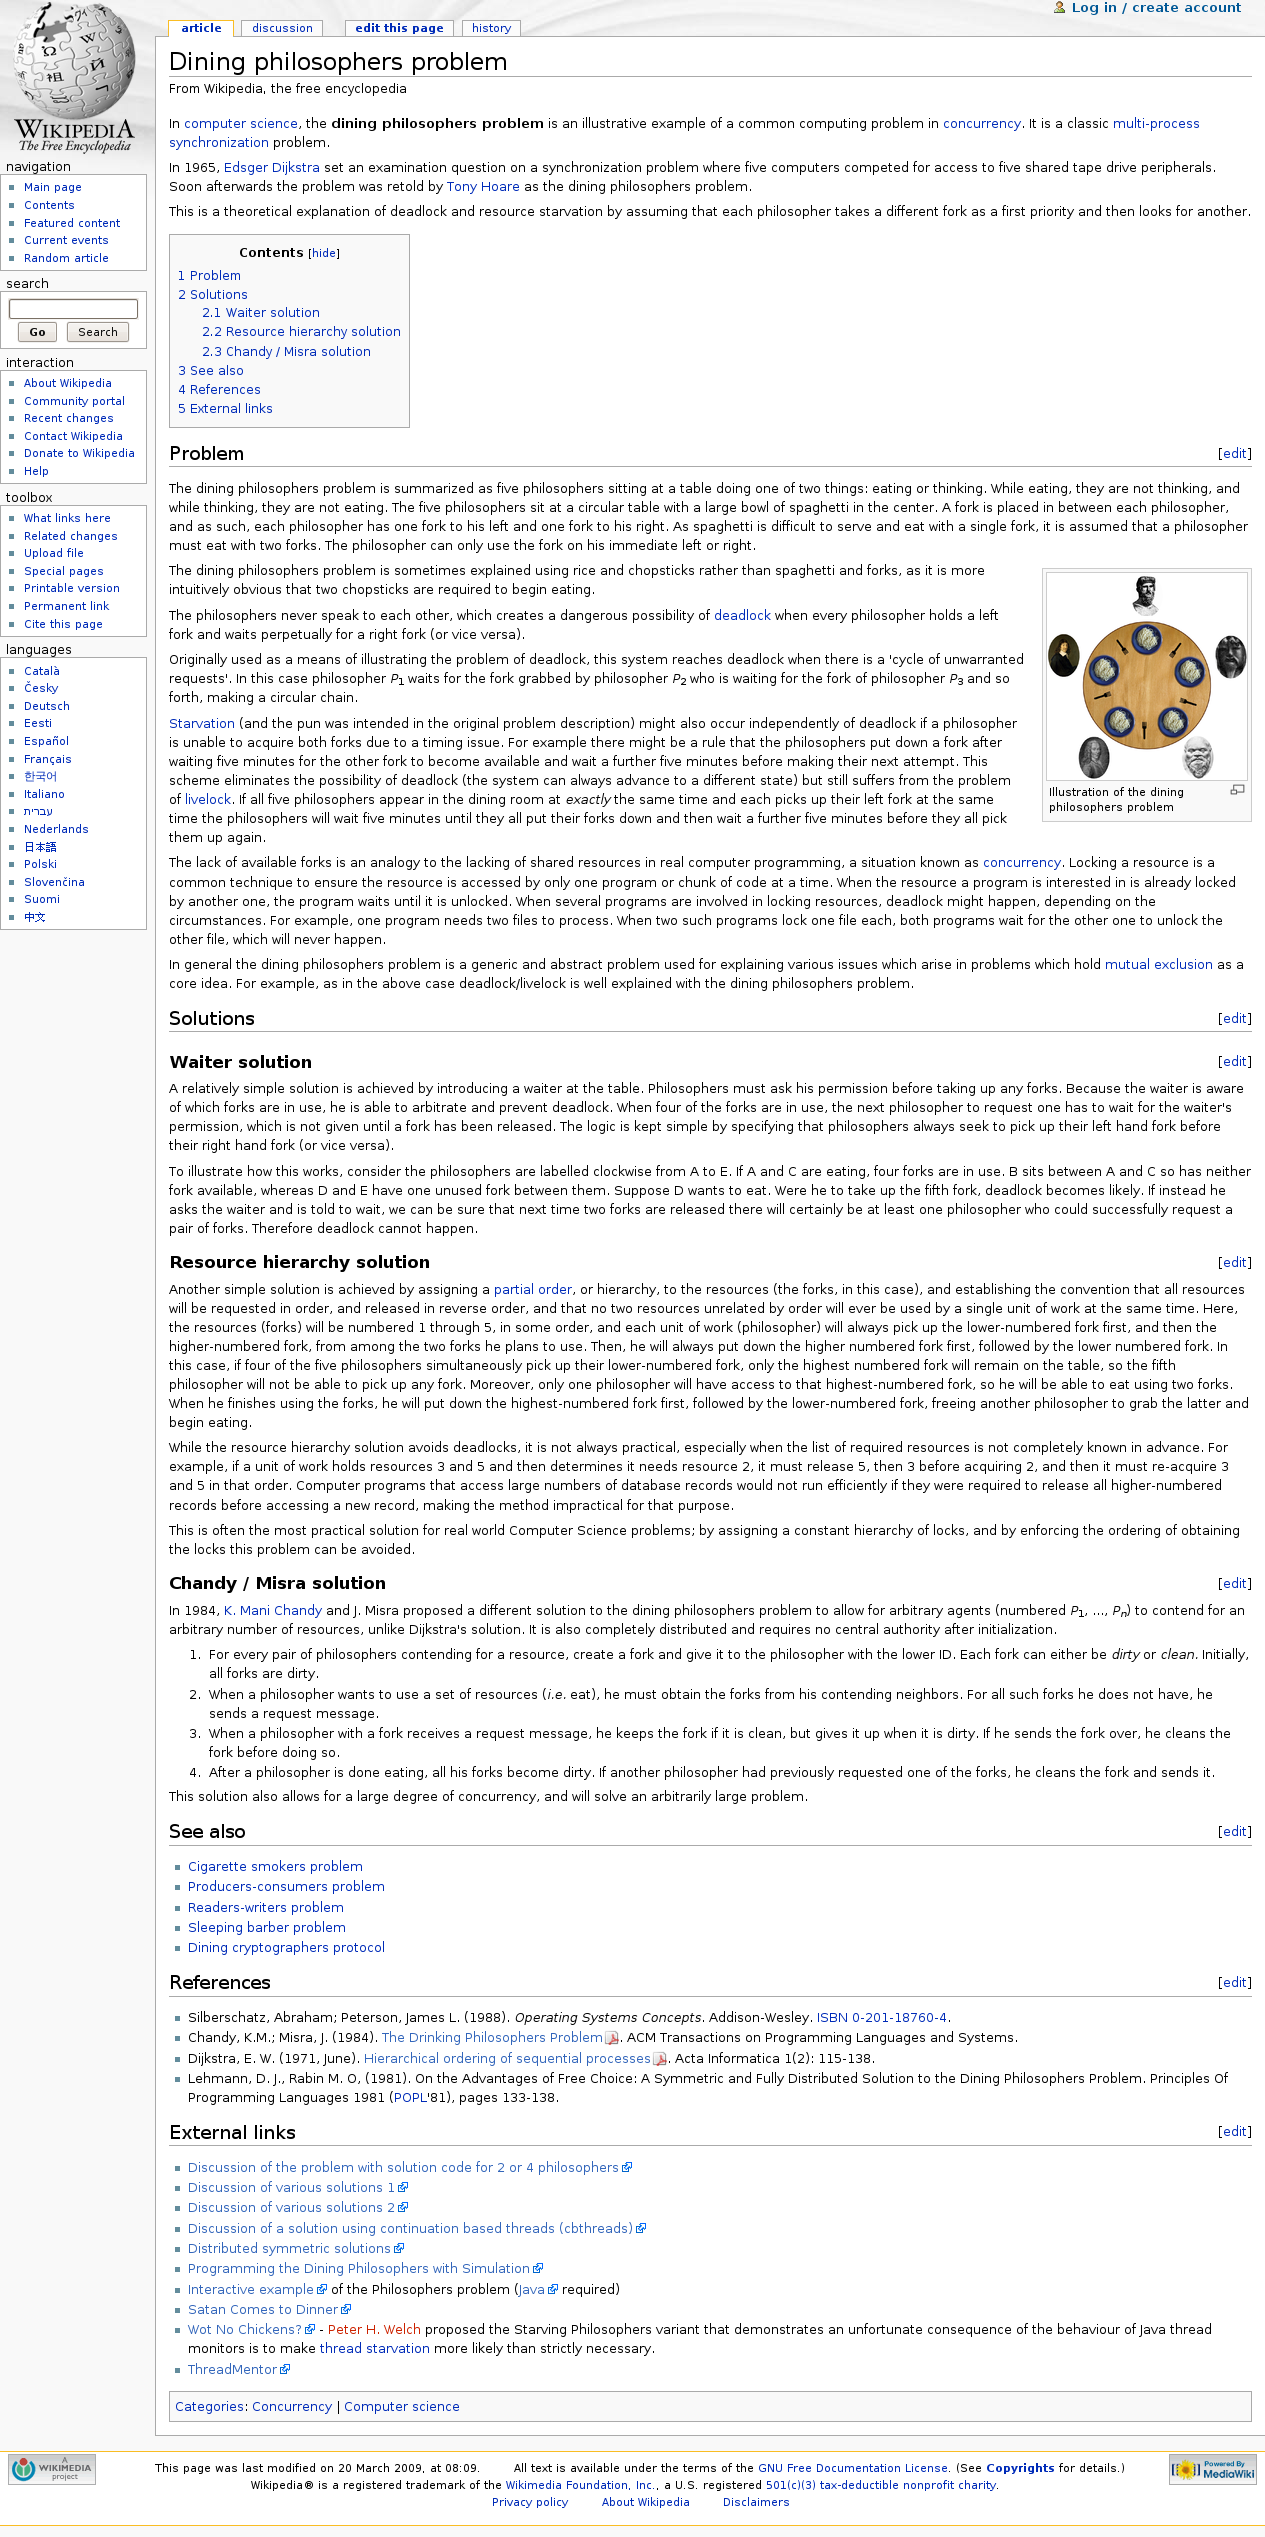 Log in / create account
article
discussion
edit this page
history
WIKIPEDIA
The Free Encyclopedia
navigation
Main page
Contents
Featured content
Current events
Random article
search
Go
Search
interaction
About Wikipedia
Community portal
Recent changes
Contact Wikipedia
Donate to Wikipedia
Help
toolbox
What links here
Related changes
Upload file
Special pages
Printable version
Permanent link
Cite this page
languages
Català
Česky
Deutsch
Eesti
Español
Français
한국어
Italiano
עברית
Nederlands
日本語
Polski
Slovenčina
Suomi
中文
Dining philosophers problem
From Wikipedia, the free encyclopedia
In computer science, the dining philosophers problem is an illustrative example of a common computing problem in concurrency. It is a classic multi-process
synchronization problem.
In 1965, Edsger Dijkstra set an examination question on a synchronization problem where five computers competed for access to five shared tape drive peripherals.
Soon afterwards the problem was retold by Tony Hoare as the dining philosophers problem.
This is a theoretical explanation of deadlock and resource starvation by assuming that each philosopher takes a different fork as a first priority and then looks for another.
Contents [hide]
1 Problem
2 Solutions
2.1 Waiter solution
2.2 Resource hierarchy solution
2.3 Chandy / Misra solution
3 See also
4 References
5 External links
Problem [edit]
The dining philosophers problem is summarized as five philosophers sitting at a table doing one of two things: eating or thinking. While eating, they are not thinking, and
while thinking, they are not eating. The five philosophers sit at a circular table with a large bowl of spaghetti in the center. A fork is placed in between each philosopher,
and as such, each philosopher has one fork to his left and one fork to his right. As spaghetti is difficult to serve and eat with a single fork, it is assumed that a philosopher
must eat with two forks. The philosopher can only use the fork on his immediate left or right.
The dining philosophers problem is sometimes explained using rice and chopsticks rather than spaghetti and forks, as it is more
intuitively obvious that two chopsticks are required to begin eating.
The philosophers never speak to each other, which creates a dangerous possibility of deadlock when every philosopher holds a left
fork and waits perpetually for a right fork (or vice versa).
Originally used as a means of illustrating the problem of deadlock, this system reaches deadlock when there is a 'cycle of unwarranted
requests'. In this case philosopher P1 waits for the fork grabbed by philosopher P2 who is waiting for the fork of philosopher P3 and so
forth, making a circular chain.
Starvation (and the pun was intended in the original problem description) might also occur independently of deadlock if a philosopher
is unable to acquire both forks due to a timing issue. For example there might be a rule that the philosophers put down a fork after
waiting five minutes for the other fork to become available and wait a further five minutes before making their next attempt. This
scheme eliminates the possibility of deadlock (the system can always advance to a different state) but still suffers from the problem
of livelock. If all five philosophers appear in the dining room at exactly the same time and each picks up their left fork at the same
time the philosophers will wait five minutes until they all put their forks down and then wait a further five minutes before they all pick
them up again.
Illustration of the dining
philosophers problem
The lack of available forks is an analogy to the lacking of shared resources in real computer programming, a situation known as concurrency. Locking a resource is a
common technique to ensure the resource is accessed by only one program or chunk of code at a time. When the resource a program is interested in is already locked
by another one, the program waits until it is unlocked. When several programs are involved in locking resources, deadlock might happen, depending on the
circumstances. For example, one program needs two files to process. When two such programs lock one file each, both programs wait for the other one to unlock the
other file, which will never happen.
In general the dining philosophers problem is a generic and abstract problem used for explaining various issues which arise in problems which hold mutual exclusion as a
core idea. For example, as in the above case deadlock/livelock is well explained with the dining philosophers problem.
Solutions [edit]
Waiter solution [edit]
A relatively simple solution is achieved by introducing a waiter at the table. Philosophers must ask his permission before taking up any forks. Because the waiter is aware
of which forks are in use, he is able to arbitrate and prevent deadlock. When four of the forks are in use, the next philosopher to request one has to wait for the waiter's
permission, which is not given until a fork has been released. The logic is kept simple by specifying that philosophers always seek to pick up their left hand fork before
their right hand fork (or vice versa).
To illustrate how this works, consider the philosophers are labelled clockwise from A to E. If A and C are eating, four forks are in use. B sits between A and C so has neither
fork available, whereas D and E have one unused fork between them. Suppose D wants to eat. Were he to take up the fifth fork, deadlock becomes likely. If instead he
asks the waiter and is told to wait, we can be sure that next time two forks are released there will certainly be at least one philosopher who could successfully request a
pair of forks. Therefore deadlock cannot happen.
Resource hierarchy solution [edit]
Another simple solution is achieved by assigning a partial order, or hierarchy, to the resources (the forks, in this case), and establishing the convention that all resources
will be requested in order, and released in reverse order, and that no two resources unrelated by order will ever be used by a single unit of work at the same time. Here,
the resources (forks) will be numbered 1 through 5, in some order, and each unit of work (philosopher) will always pick up the lower-numbered fork first, and then the
higher-numbered fork, from among the two forks he plans to use. Then, he will always put down the higher numbered fork first, followed by the lower numbered fork. In
this case, if four of the five philosophers simultaneously pick up their lower-numbered fork, only the highest numbered fork will remain on the table, so the fifth
philosopher will not be able to pick up any fork. Moreover, only one philosopher will have access to that highest-numbered fork, so he will be able to eat using two forks.
When he finishes using the forks, he will put down the highest-numbered fork first, followed by the lower-numbered fork, freeing another philosopher to grab the latter and
begin eating.
While the resource hierarchy solution avoids deadlocks, it is not always practical, especially when the list of required resources is not completely known in advance. For
example, if a unit of work holds resources 3 and 5 and then determines it needs resource 2, it must release 5, then 3 before acquiring 2, and then it must re-acquire 3
and 5 in that order. Computer programs that access large numbers of database records would not run efficiently if they were required to release all higher-numbered
records before accessing a new record, making the method impractical for that purpose.
This is often the most practical solution for real world Computer Science problems; by assigning a constant hierarchy of locks, and by enforcing the ordering of obtaining
the locks this problem can be avoided.
Chandy / Misra solution [edit]
In 1984, K. Mani Chandy and J. Misra proposed a different solution to the dining philosophers problem to allow for arbitrary agents (numbered P1, ..., Pn) to contend for an
arbitrary number of resources, unlike Dijkstra's solution. It is also completely distributed and requires no central authority after initialization.
1. For every pair of philosophers contending for a resource, create a fork and give it to the philosopher with the lower ID. Each fork can either be dirty or clean. Initially,
all forks are dirty.
2. When a philosopher wants to use a set of resources (i.e. eat), he must obtain the forks from his contending neighbors. For all such forks he does not have, he
sends a request message.
3. When a philosopher with a fork receives a request message, he keeps the fork if it is clean, but gives it up when it is dirty. If he sends the fork over, he cleans the
fork before doing so.
4. After a philosopher is done eating, all his forks become dirty. If another philosopher had previously requested one of the forks, he cleans the fork and sends it.
This solution also allows for a large degree of concurrency, and will solve an arbitrarily large problem.
See also [edit]
Cigarette smokers problem
Producers-consumers problem
Readers-writers problem
Sleeping barber problem
Dining cryptographers protocol
References [edit]
Silberschatz, Abraham; Peterson, James L. (1988). Operating Systems Concepts. Addison-Wesley. ISBN 0-201-18760-4.
Chandy, K.M.; Misra, J. (1984). The Drinking Philosophers Problem. ACM Transactions on Programming Languages and Systems.
Dijkstra, E. W. (1971, June). Hierarchical ordering of sequential processes. Acta Informatica 1(2): 115-138.
Lehmann, D. J., Rabin M. O, (1981). On the Advantages of Free Choice: A Symmetric and Fully Distributed Solution to the Dining Philosophers Problem. Principles Of
Programming Languages 1981 (POPL'81), pages 133-138.
External links [edit]
Discussion of the problem with solution code for 2 or 4 philosophers
Discussion of various solutions 1
Discussion of various solutions 2
Discussion of a solution using continuation based threads (cbthreads)
Distributed symmetric solutions
Programming the Dining Philosophers with Simulation
Interactive example of the Philosophers problem (Java required)
Satan Comes to Dinner
Wot No Chickens? - Peter H. Welch proposed the Starving Philosophers variant that demonstrates an unfortunate consequence of the behaviour of Java thread
monitors is to make thread starvation more likely than strictly necessary.
ThreadMentor
Categories: Concurrency | Computer science
A WIKIMEDIA project
This page was last modified on 20 March 2009, at 08:09. All text is available under the terms of the GNU Free Documentation License. (See Copyrights for details.)
Wikipedia® is a registered trademark of the Wikimedia Foundation, Inc., a U.S. registered 501(c)(3) tax-deductible nonprofit charity.
Privacy policy About Wikipedia Disclaimers
Powered By MediaWiki